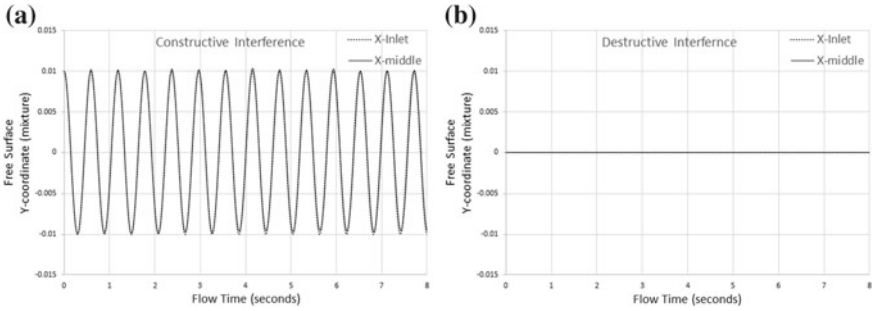 (a)
Constructive Interference
X-Inlet
X-middle
0.015
0.01
0.005
0
-0.005
-0.01
-0.015
Free Surface
Y-coordinate (mixture)
0 1 2 3 4 5 6 7 8
Flow Time (seconds)
(b)
Destructive Interfernce
X-Inlet
X-middle
0.015
0.01
0.005
0
-0.005
-0.01
-0.015
Free Surface
Y-coordinate (mixture)
0 1 2 3 4 5 6 7 8
Flow Time (seconds)